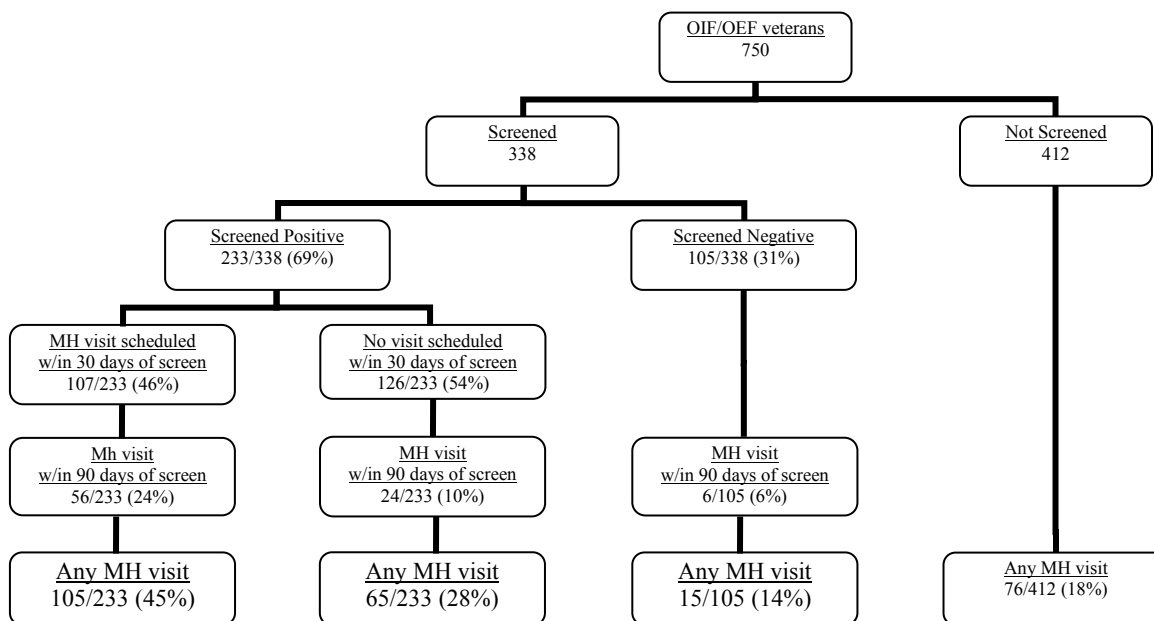 OIF/OEF veterans
750
Screened
338
Not Screened
412
Screened Positive
233/338 (69%)
Screened Negative
105/338 (31%)
MH visit scheduled
w/in 30 days of screen
107/233 (46%)
No visit scheduled
w/in 30 days of screen
126/233 (54%)
Mh visit
w/in 90 days of screen
56/233 (24%)
MH visit
w/in 90 days of screen
24/233 (10%)
MH visit
w/in 90 days of screen
6/105 (6%)
Any MH visit
105/233 (45%)
Any MH visit
65/233 (28%)
Any MH visit
15/105 (14%)
Any MH visit
76/412 (18%)